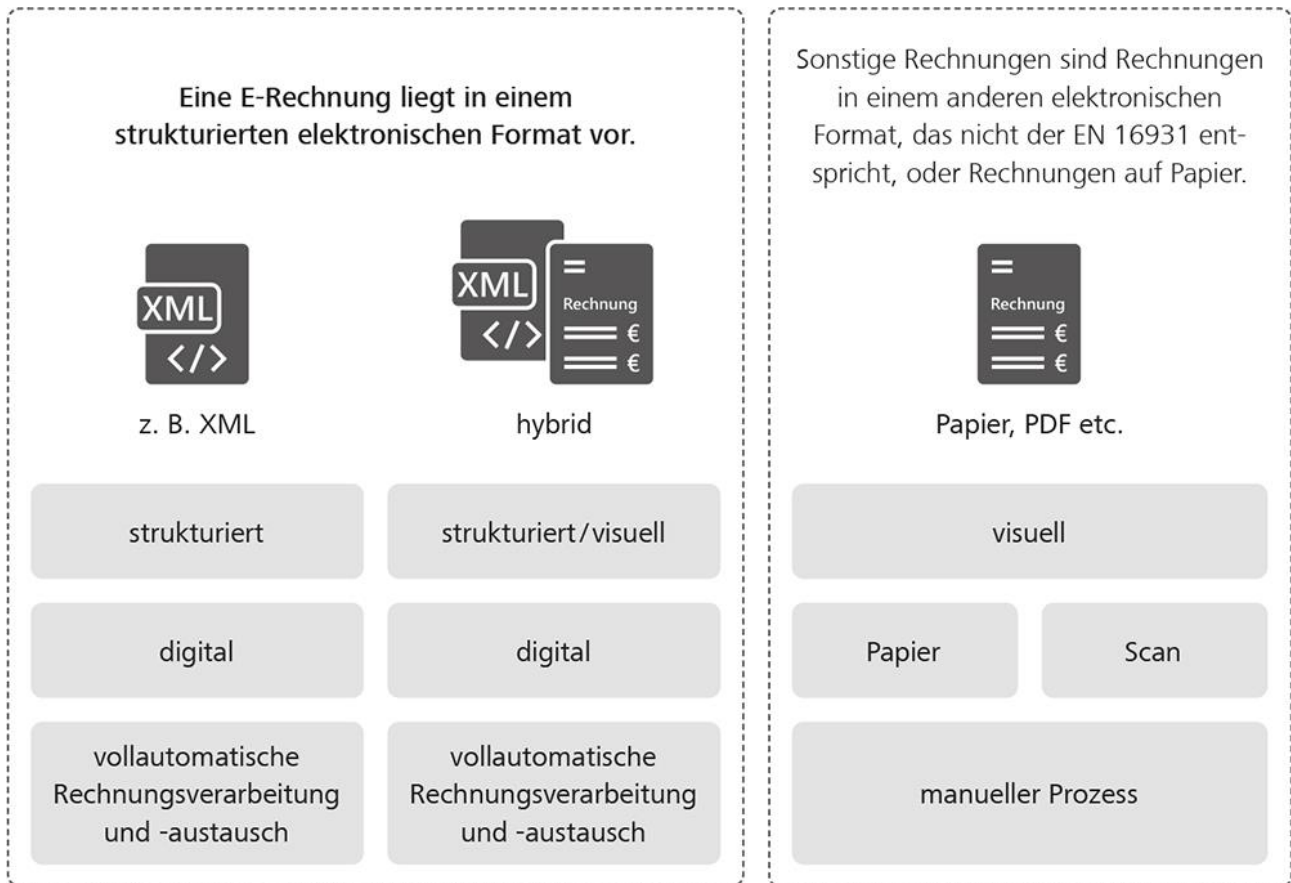 Eine E-Rechnung liegt in einem
strukturierten elektronischen Format vor.
XML
</>
z. B. XML
XML
</>
=
Rechnung
€
€
hybrid
strukturiert
strukturiert/visuell
digital
digital
vollautomatische
Rechnungsverarbeitung
und -austausch
vollautomatische
Rechnungsverarbeitung
und -austausch
Sonstige Rechnungen sind Rechnungen
in einem anderen elektronischen
Format, das nicht der EN 16931 ent-
spricht, oder Rechnungen auf Papier.
=
Rechnung
€
€
Papier, PDF etc.
visuell
Papier
Scan
manueller Prozess